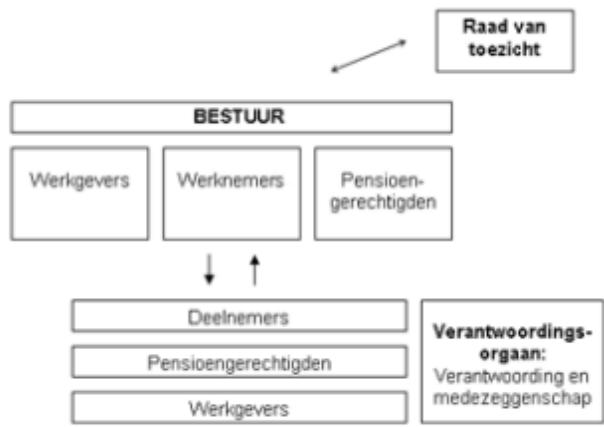 Raad van
toezicht
BESTUUR
Werkgevers
Werknemers
Pensioen-
gerechtigden
Deelnemers
Pensioengerechtigden
Werkgevers
Verantwoordings-
orgaan:
Verantwoording en
medezeggenschap